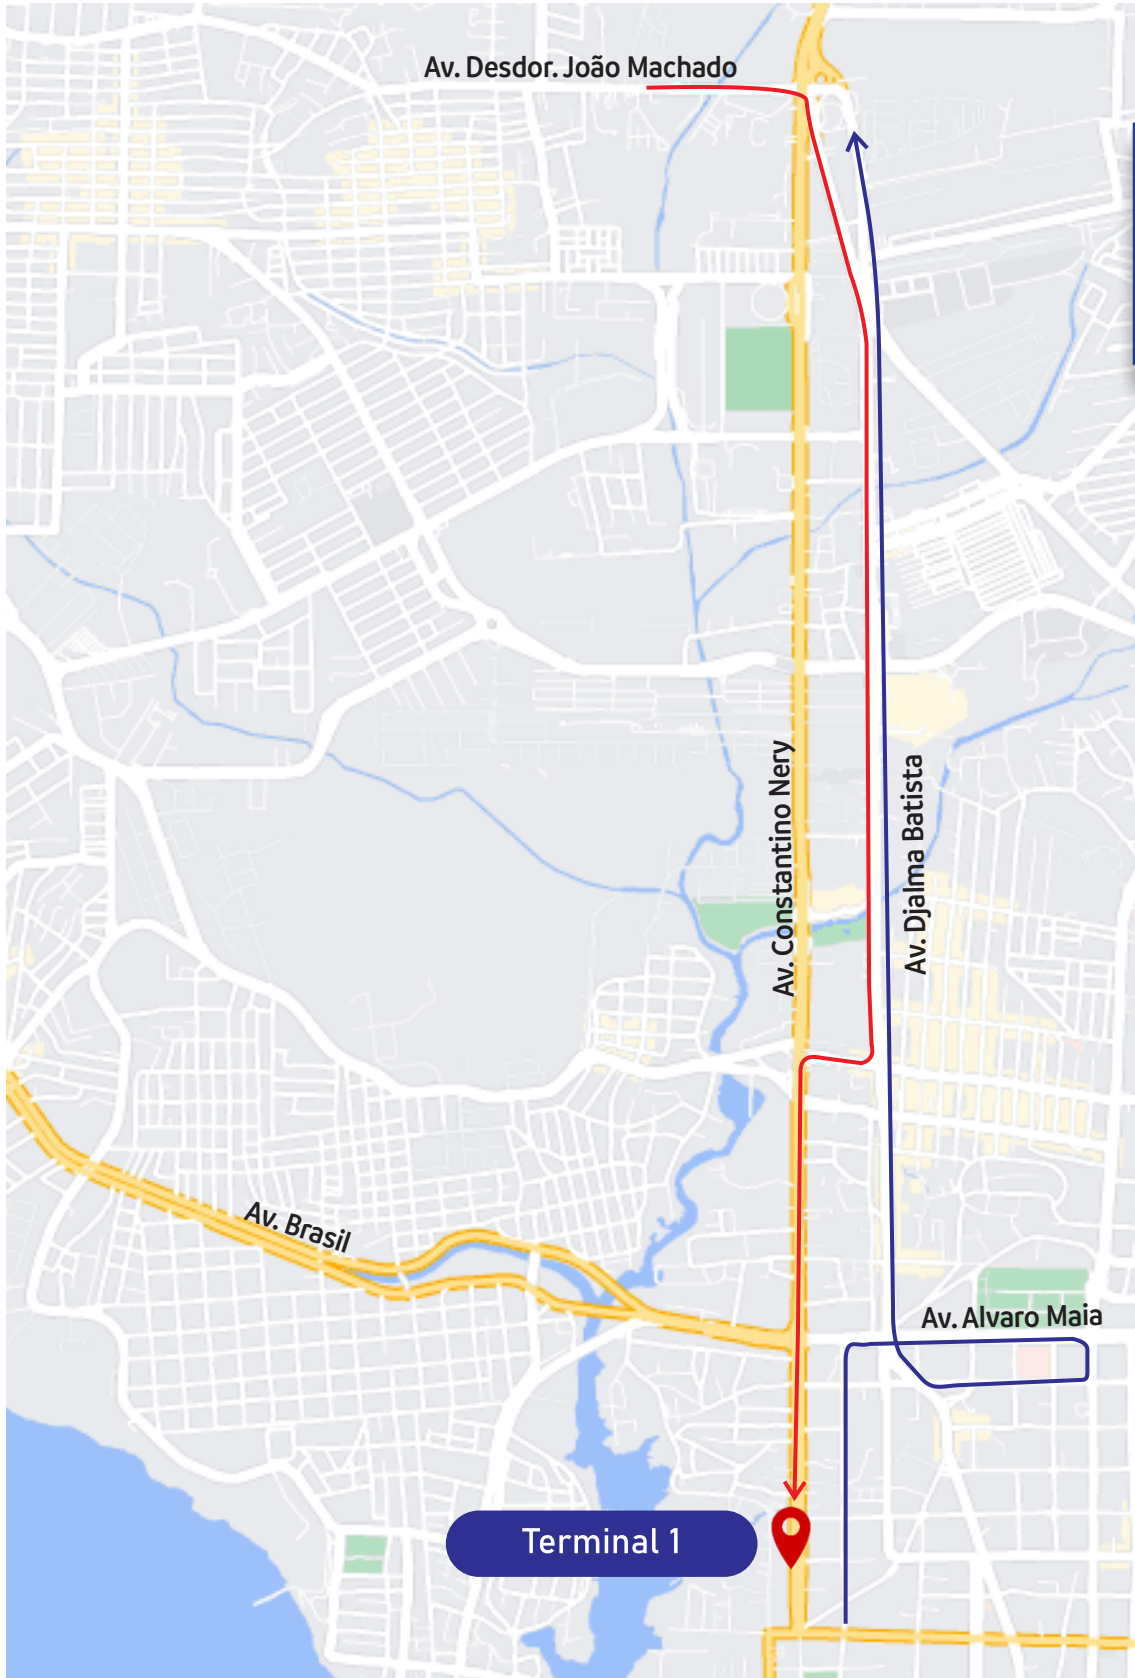 Av. Desdor. João Machado
Av. Constantino Nery
Av. Djalma Batista
Av. Brasil
Av. Alvaro Maia
Terminal 1